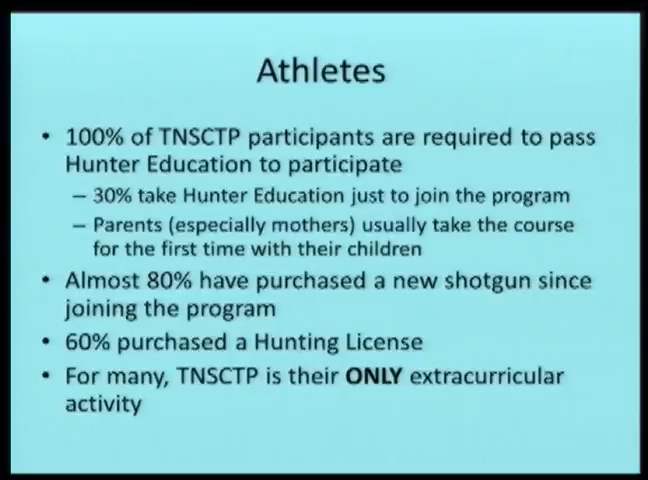 Athletes
• 100% of TNSCTP participants are required to pass
Hunter Education to participate
– 30% take Hunter Education just to join the program
– Parents (especially mothers) usually take the course
for the first time with their children
• Almost 80% have purchased a new shotgun since
joining the program
• 60% purchased a Hunting License
• For many, TNSCTP is their ONLY extracurricular
activity